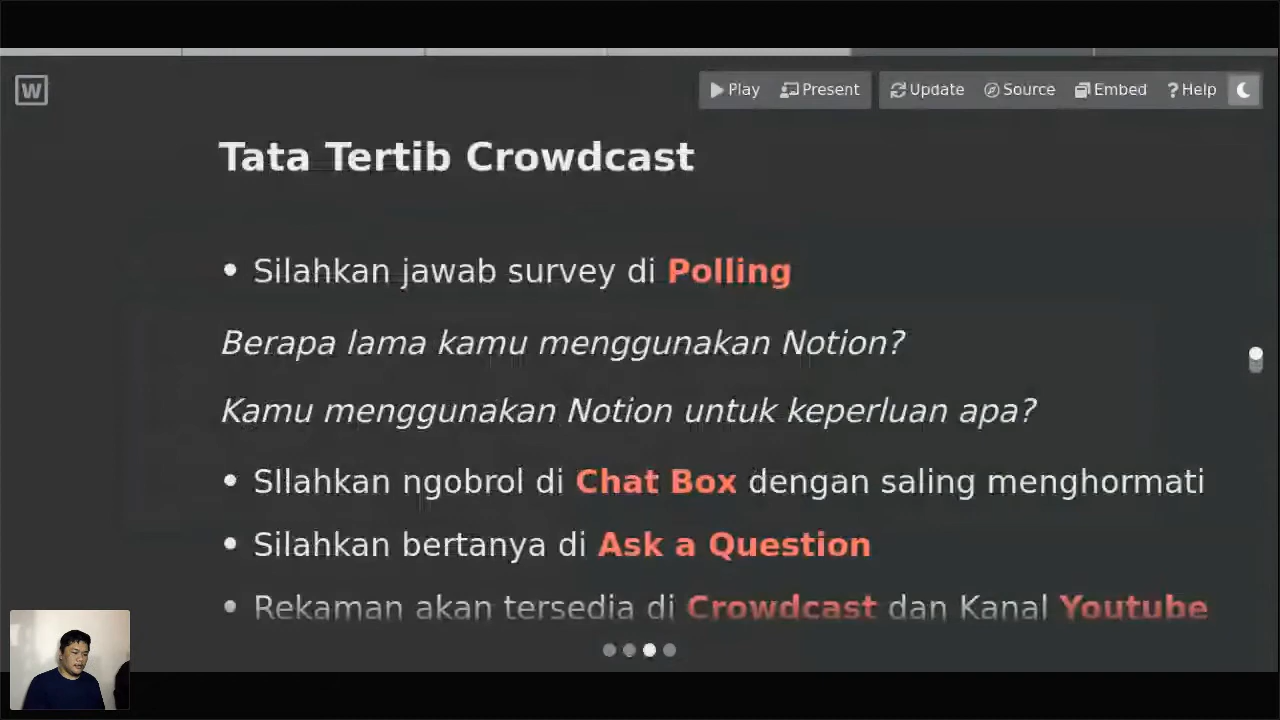 W
Play Present Update Source Embed ? Help
Tata Tertib Crowdcast
• Silahkan jawab survey di Polling
Berapa lama kamu menggunakan Notion?
Kamu menggunakan Notion untuk keperluan apa?
• SIlahkan ngobrol di Chat Box dengan saling menghormati
• Silahkan bertanya di Ask a Question
• Rekaman akan tersedia di Crowdcast dan Kanal Youtube